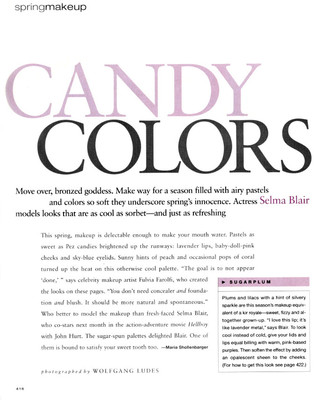 springmakeup
CANDY
COLORS
Move over, bronzed goddess. Make way for a season filled with airy pastels
and colors so soft they underscore spring's innocence. Actress Selma Blair
models looks that are as cool as sorbet—and just as refreshing
This spring, makeup is delectable enough to make your mouth water. Pastels as
sweet as Pez candies brightened up the runways: lavender lips, baby-doll-pink
cheeks and sky-blue eyelids. Sunny hints of peach and occasional pops of coral
turned up the heat on this otherwise cool palette. "The goal is to not appear
'done,' " says celebrity makeup artist Fulvia Farolfi, who created
the looks on these pages. "You don't need concealer and founda-
tion and blush. It should be more natural and spontaneous."
Who better to model the makeup than fresh-faced Selma Blair,
who co-stars next month in the action-adventure movie Hellboy
with John Hurt. The sugar-spun palettes delighted Blair. One of
them is bound to satisfy your sweet tooth too. —Marie Shollenbarger
photographed by WOLFGANG LUDES
SUGARPLUM
Plums and lilacs with a hint of silvery
sparkle are this season's makeup equiv-
alent of a kir royale—sweet, fizzy and al-
together grown-up. "I love this lip; it's
like lavender metal," says Blair. To look
cool instead of cold, give your lids and
lips equal billing with warm, pink-based
purples. Then soften the effect by adding
an opalescent sheen to the cheeks.
(For how to get this look see page 422.)